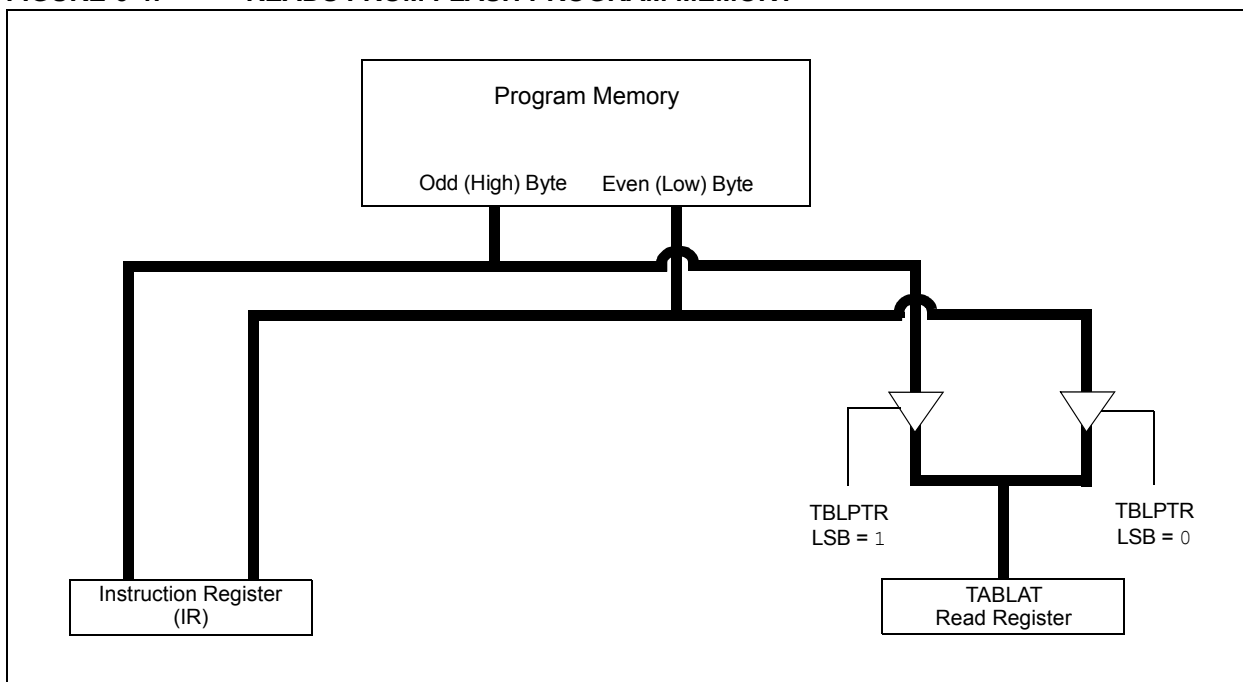 Program Memory
Odd (High) Byte Even (Low) Byte
TBLPTR
LSB = 1
TBLPTR
LSB = 0
Instruction Register
(IR)
TABLAT
Read Register